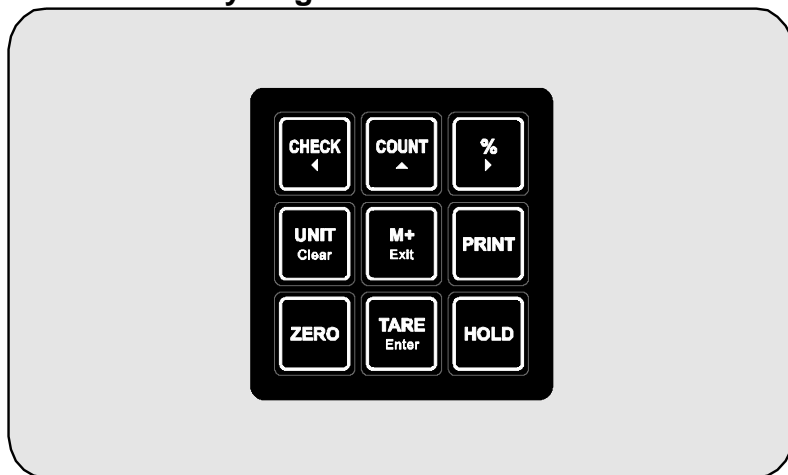 CHECK
COUNT
%
UNIT
Clear
M+
Exit
PRINT
ZERO
TARE
Enter
HOLD